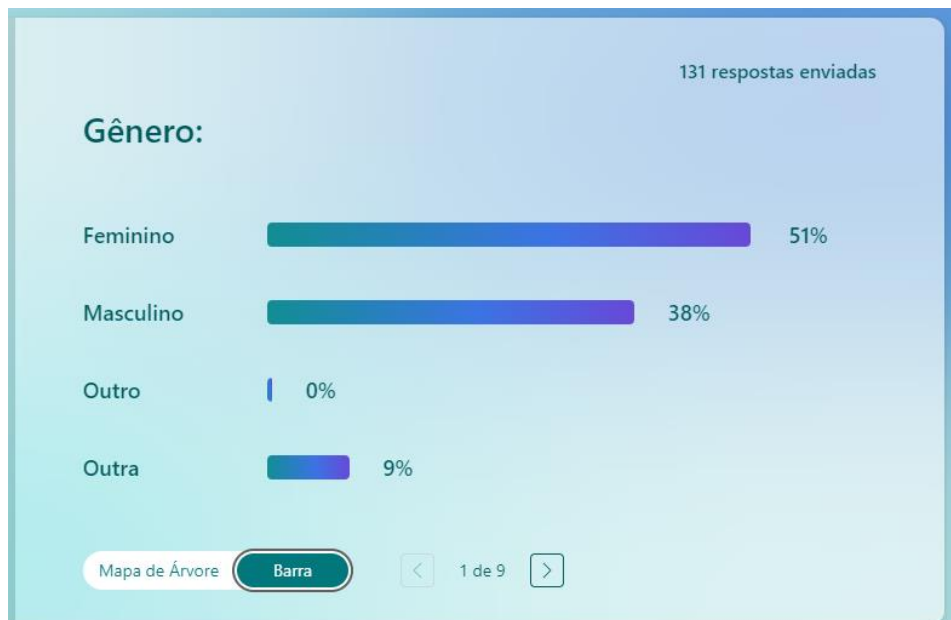 131 respostas enviadas
Gênero:
Feminino 51%
Masculino 38%
Outro 0%
Outra 9%
Mapa de Árvore Barra 1 de 9